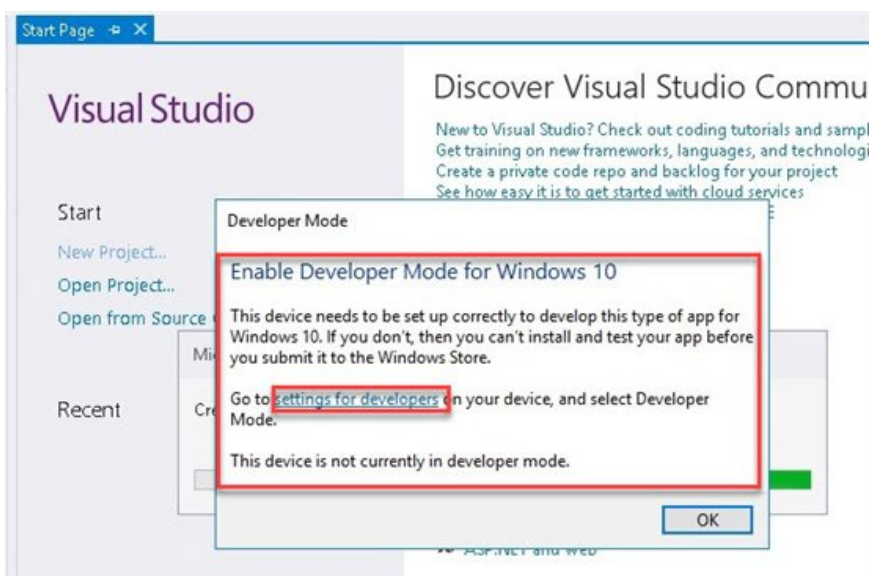 Start Page
Visual Studio
Discover Visual Studio Commu
New to Visual Studio? Check out coding tutorials and sampl
Get training on new frameworks, languages, and technologi
Create a private code repo and backlog for your project
See how easy it is to get started with cloud services
Start
New Project...
Open Project...
Open from Source
Recent
Mi
Cre
Developer Mode
Enable Developer Mode for Windows 10
This device needs to be set up correctly to develop this type of app for
Windows 10. If you don't, then you can't install and test your app before
you submit it to the Windows Store.
Go to settings for developers on your device, and select Developer
Mode.
This device is not currently in developer mode.
OK
ASP.NET and web